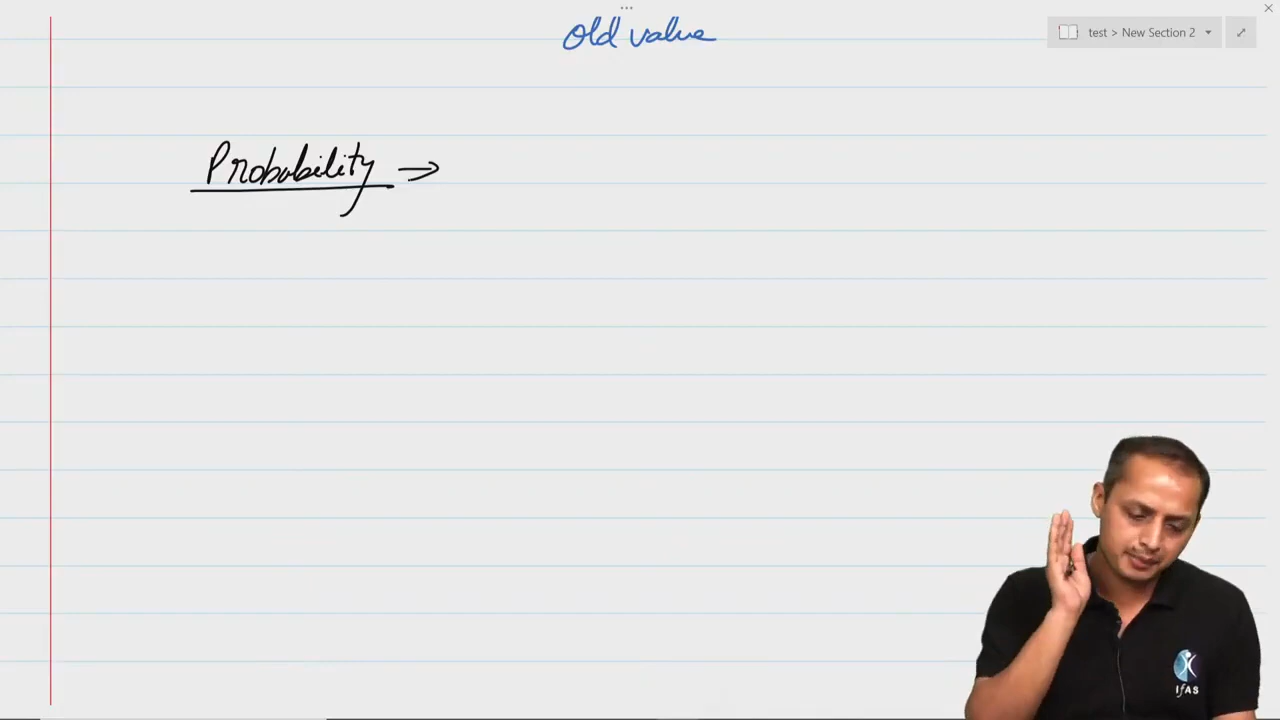 old value
test > New Section 2
Probability →
IfAS